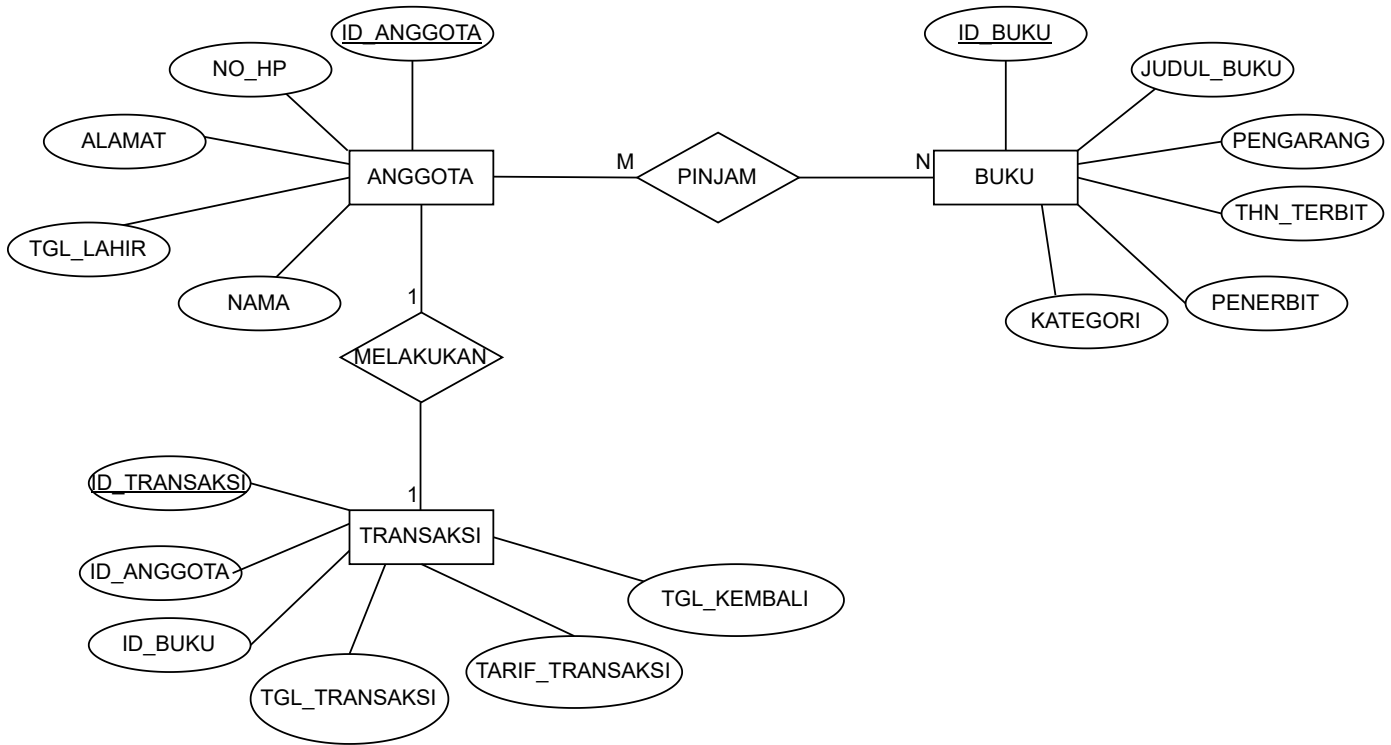 ID_ANGGOTA
ID_BUKU
NO_HP
JUDUL_BUKU
ALAMAT
PENGARANG
ANGGOTA
M
PINJAM
N
BUKU
THN_TERBIT
TGL_LAHIR
NAMA
PENERBIT
KATEGORI
1
MELAKUKAN
1
ID_TRANSAKSI
TRANSAKSI
ID_ANGGOTA
TGL_KEMBALI
ID_BUKU
TARIF_TRANSAKSI
TGL_TRANSAKSI